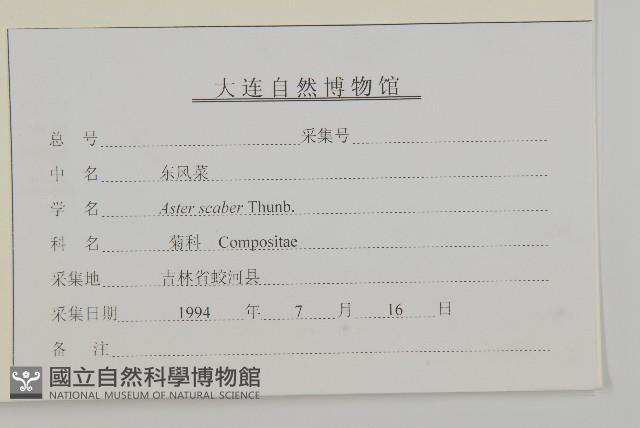 大连自然博物馆
总 号 采集号
中 名 东风菜
学 名 Aster scaber Thunb.
科 名 菊科 Compositae
采集地 吉林省蛟河县
采集日期 1994 年 7 月 16 日
备 注
國立自然科學博物館
NATIONAL MUSEUM OF NATURAL SCIENCE